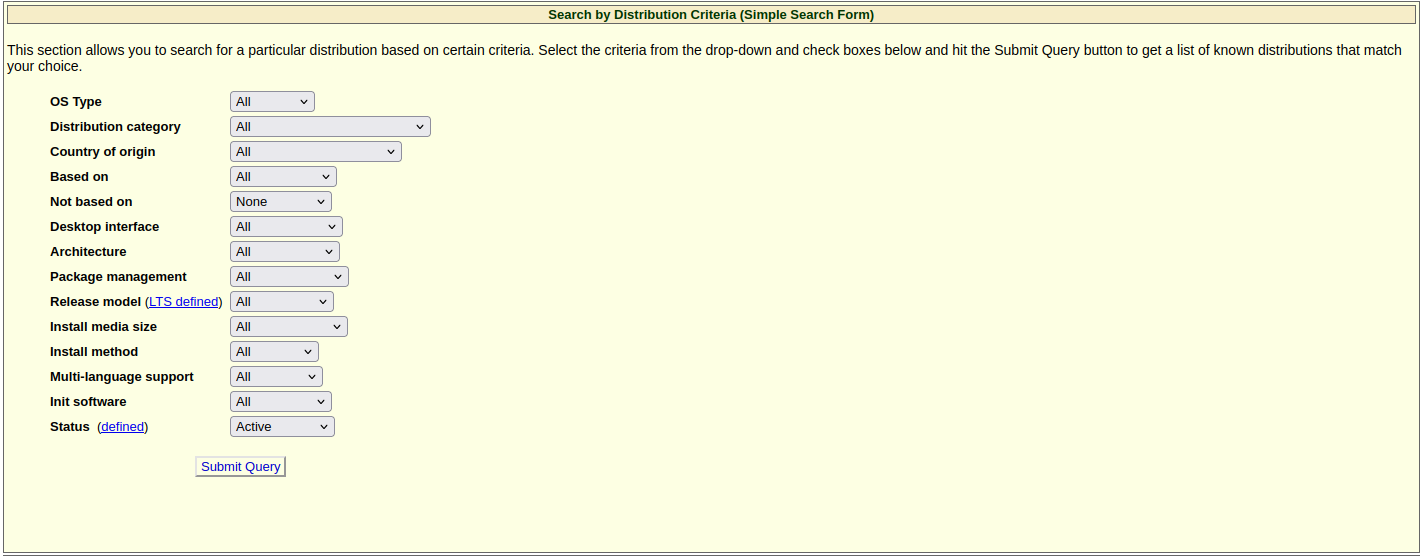 Search by Distribution Criteria (Simple Search Form)
This section allows you to search for a particular distribution based on certain criteria. Select the criteria from the drop-down and check boxes below and hit the Submit Query button to get a list of known distributions that match
your choice.
OS Type All
Distribution category All
Country of origin All
Based on All
Not based on None
Desktop interface All
Architecture All
Package management All
Release model (LTS defined) All
Install media size All
Install method All
Multi-language support All
Init software All
Status (defined) Active
Submit Query